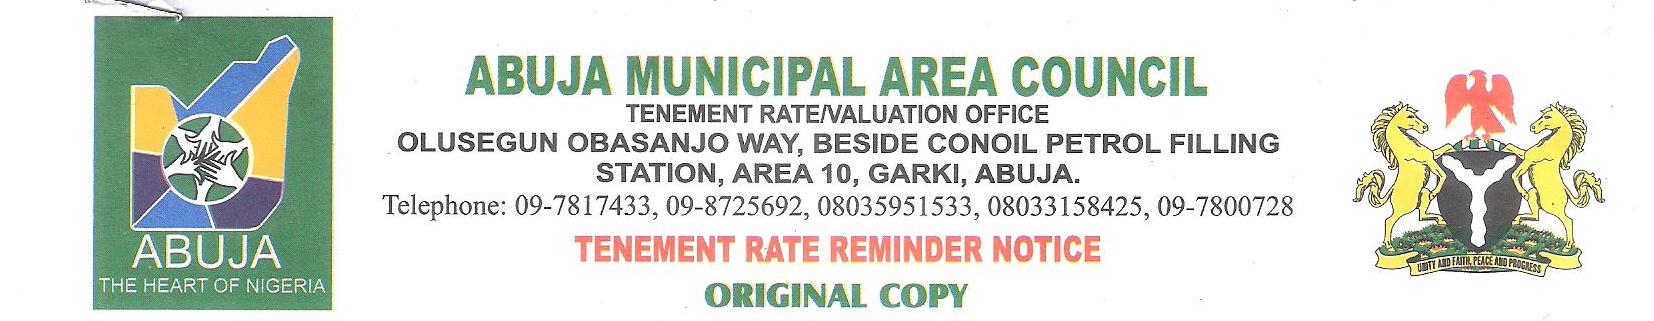 ABUJA
THE HEART OF NIGERIA
ABUJA MUNICIPAL AREA COUNCIL
TENEMENT RATE/VALUATION OFFICE
OLUSEGUN OBASANJO WAY, BESIDE CONOIL PETROL FILLING
STATION, AREA 10, GARKI, ABUJA.
Telephone: 09-7817433, 09-8725692, 08035951533, 08033158425, 09-7800728
TENEMENT RATE REMINDER NOTICE
ORIGINAL COPY
UNITY AND FAITH, PEACE AND PROGRESS